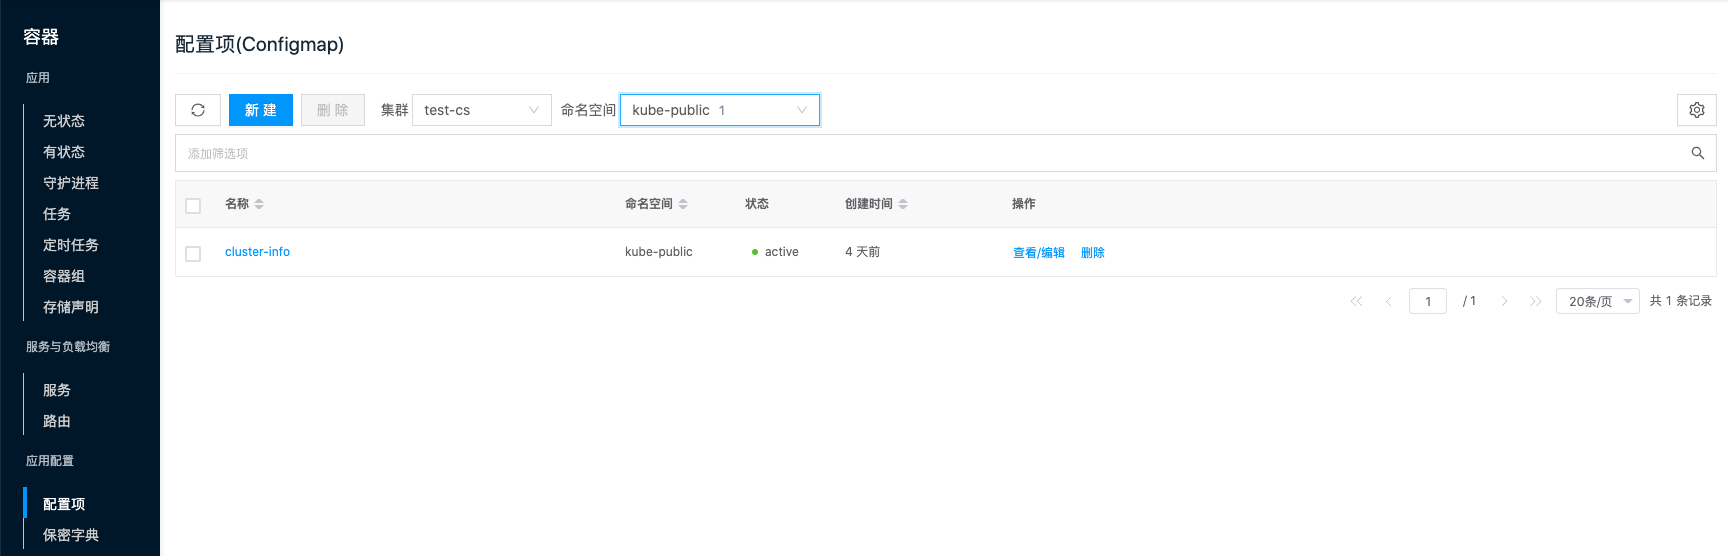 容器
应用
无状态
有状态
守护进程
任务
定时任务
容器组
存储声明
服务与负载均衡
服务
路由
应用配置
配置项
保密字典
配置项(Configmap)
新 建 删 除 集群 test-cs 命名空间 kube-public 1
添加筛选项
名称 命名空间 状态 创建时间 操作
cluster-info kube-public active 4 天前 查看/编辑 删除
1 / 1 20条/页 共 1 条记录